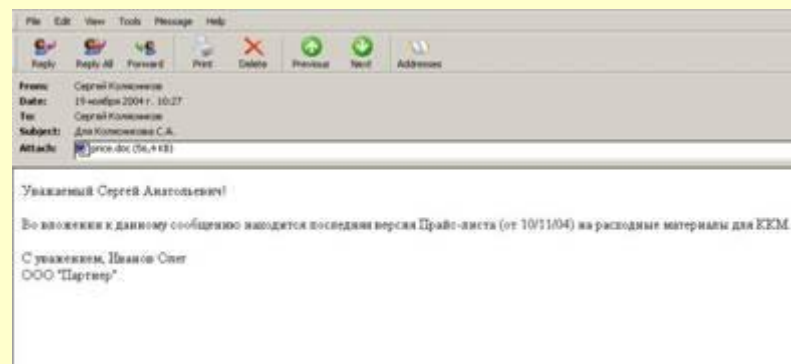 File Edit View Tools Message Help
Reply Reply All Forward Print Delete Previous Next Addresses
From: Сергей
Date: 19 ноября 2004 г. 10:27
To: Сергей
Subject: Для С.А.
Attach: price.doc (56,4 KB)
Уважаемый Сергей Анатольевич!
Во вложении к данному сообщению находится последняя версия Прайс-листа (от 10/11/04) на расходные материалы для ККМ.
С уважением, Иванов Олег
ООО "Партнер"